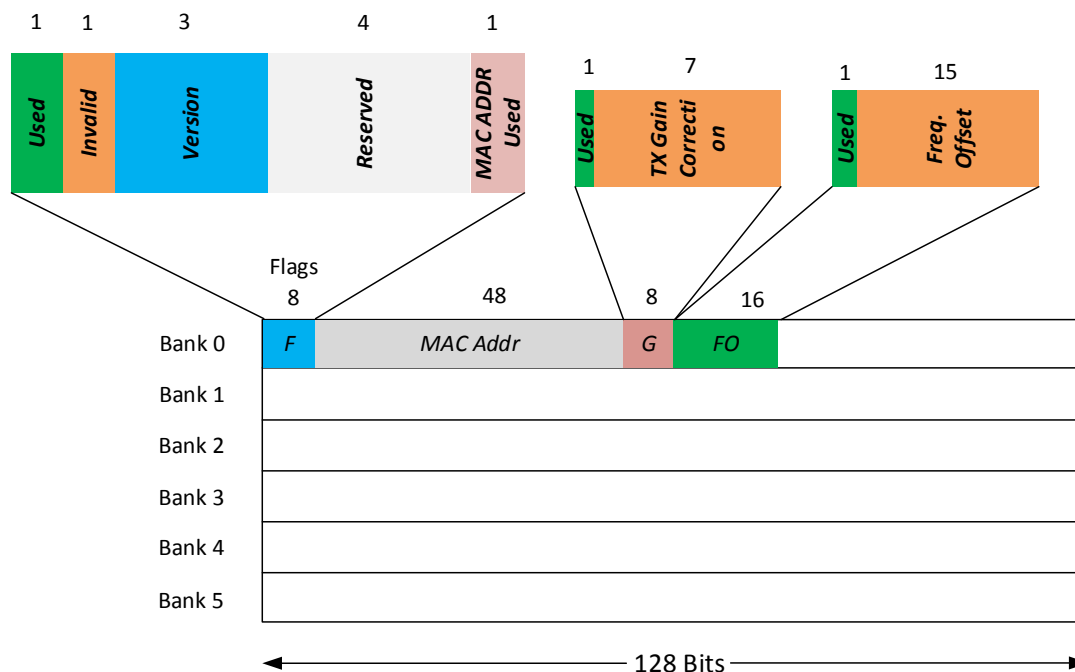 1 1 3 4 1
Used
Invalid
Version
Reserved
MAC ADDR
Used
1 7
Used
TX Gain
Correcti
on
1 15
Used
Freq.
Offset
Flags
8 48 8 16
Bank 0 F MAC Addr G FO
Bank 1
Bank 2
Bank 3
Bank 4
Bank 5
128 Bits